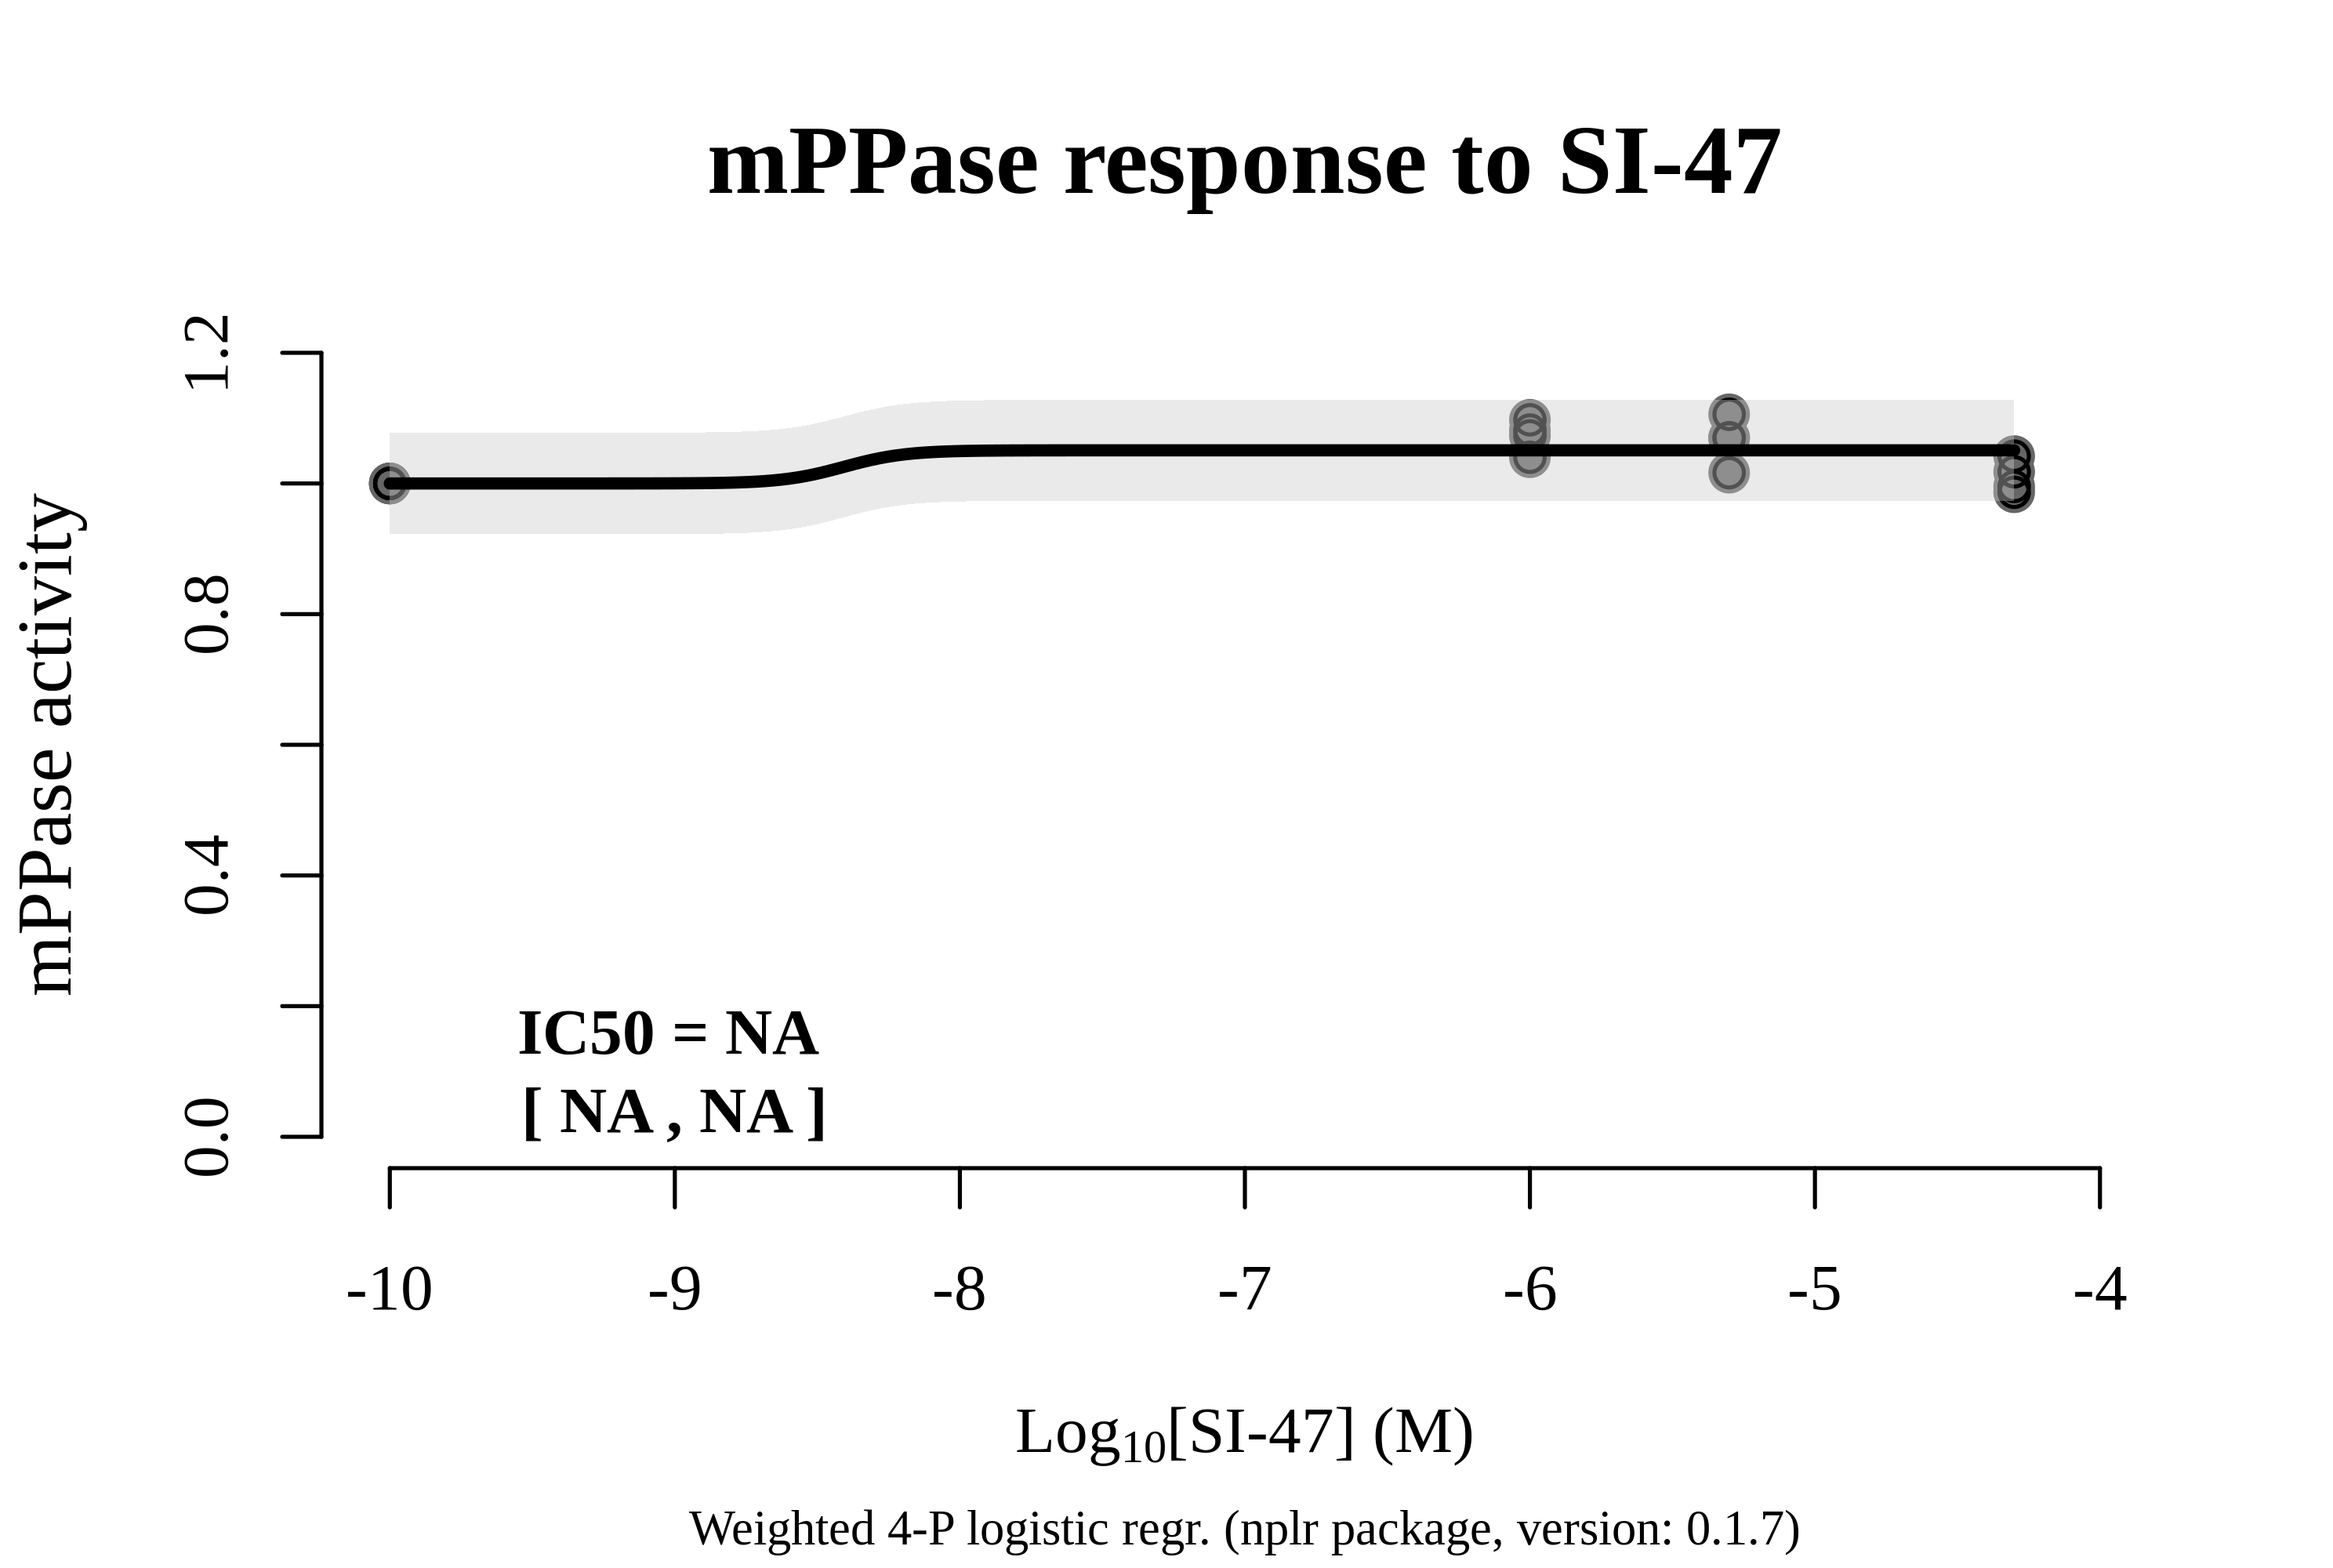 mPPase response to SI-47
mPPase activity
1.2
0.8
0.4
0.0
IC50 = NA
[ NA , NA ]
-10 -9 -8 -7 -6 -5 -4
Log10[SI-47] (M)
Weighted 4-P logistic regr. (nplr package, version: 0.1.7)